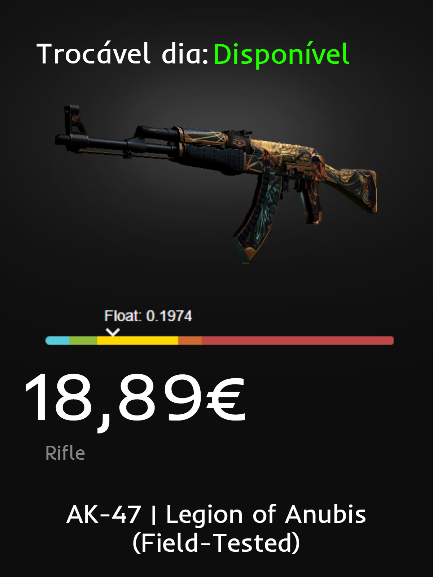 Trocável dia: Disponível
Float: 0.1974
18,89€
Rifle
AK-47 | Legion of Anubis
(Field-Tested)